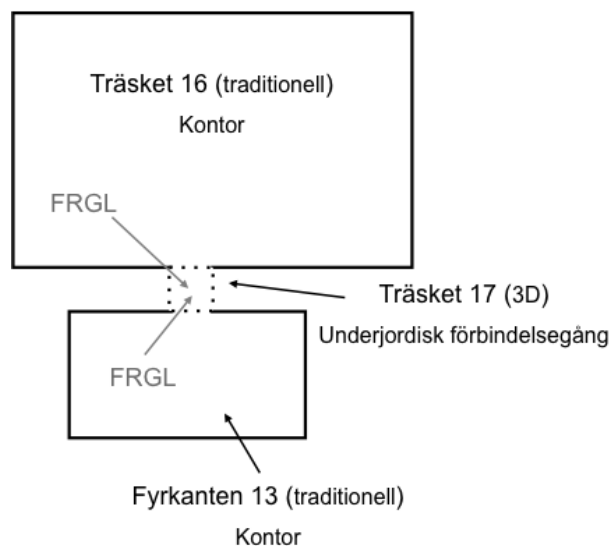 Träsket 16 (traditionell)
Kontor
FRGL
Träsket 17 (3D)
Underjordisk förbindelsegång
FRGL
Fyrkanten 13 (traditionell)
Kontor